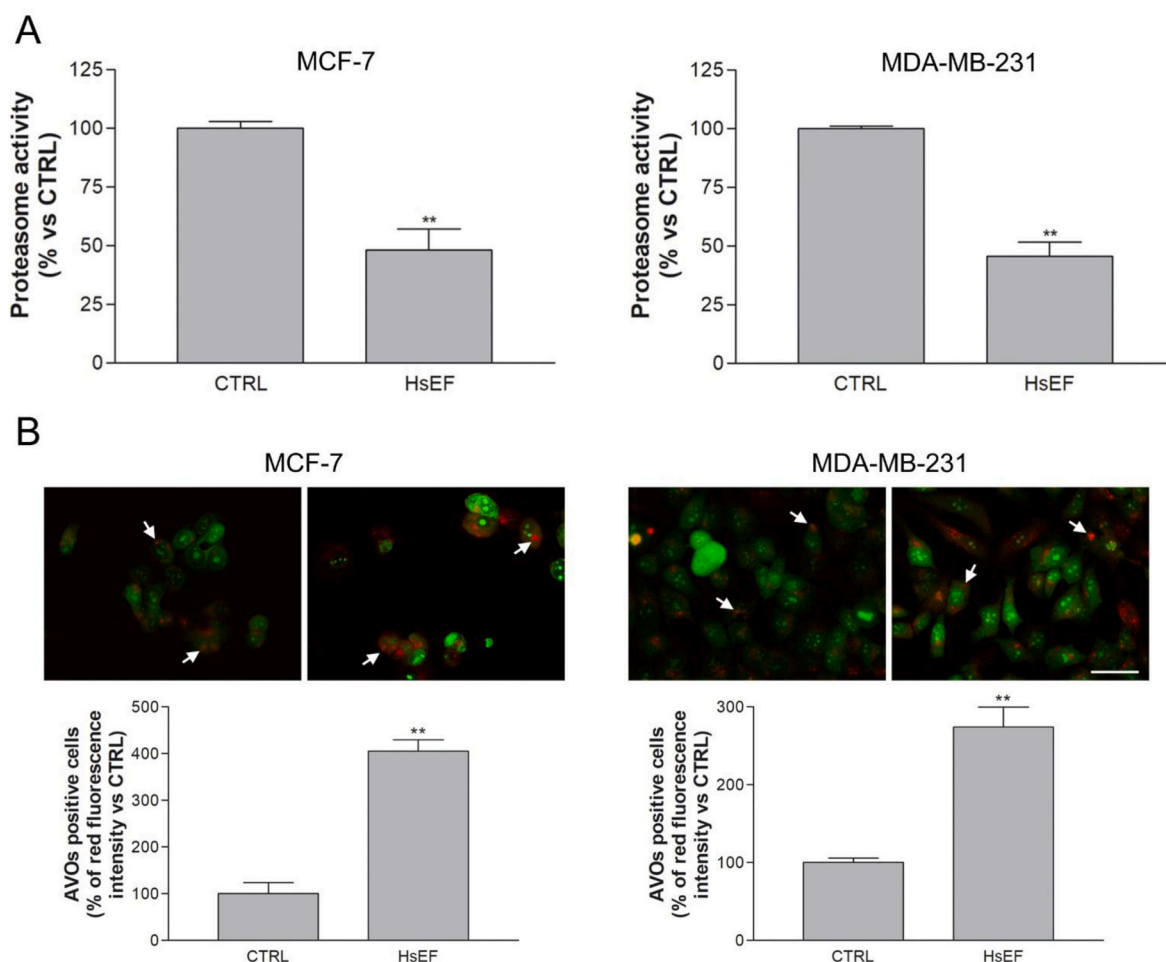 A
MCF-7
Proteasome activity
(% vs CTRL)
125
100
75
50
25
0
**
CTRL
HsEF
MDA-MB-231
Proteasome activity
(% vs CTRL)
125
100
75
50
25
0
**
CTRL
HsEF
B
MCF-7
MDA-MB-231
AVOs positive cells
(% of red fluorescence
intensity vs CTRL)
500
400
300
200
100
0
**
CTRL
HsEF
AVOs positive cells
(% of red fluorescence
intensity vs CTRL)
300
200
100
0
**
CTRL
HsEF